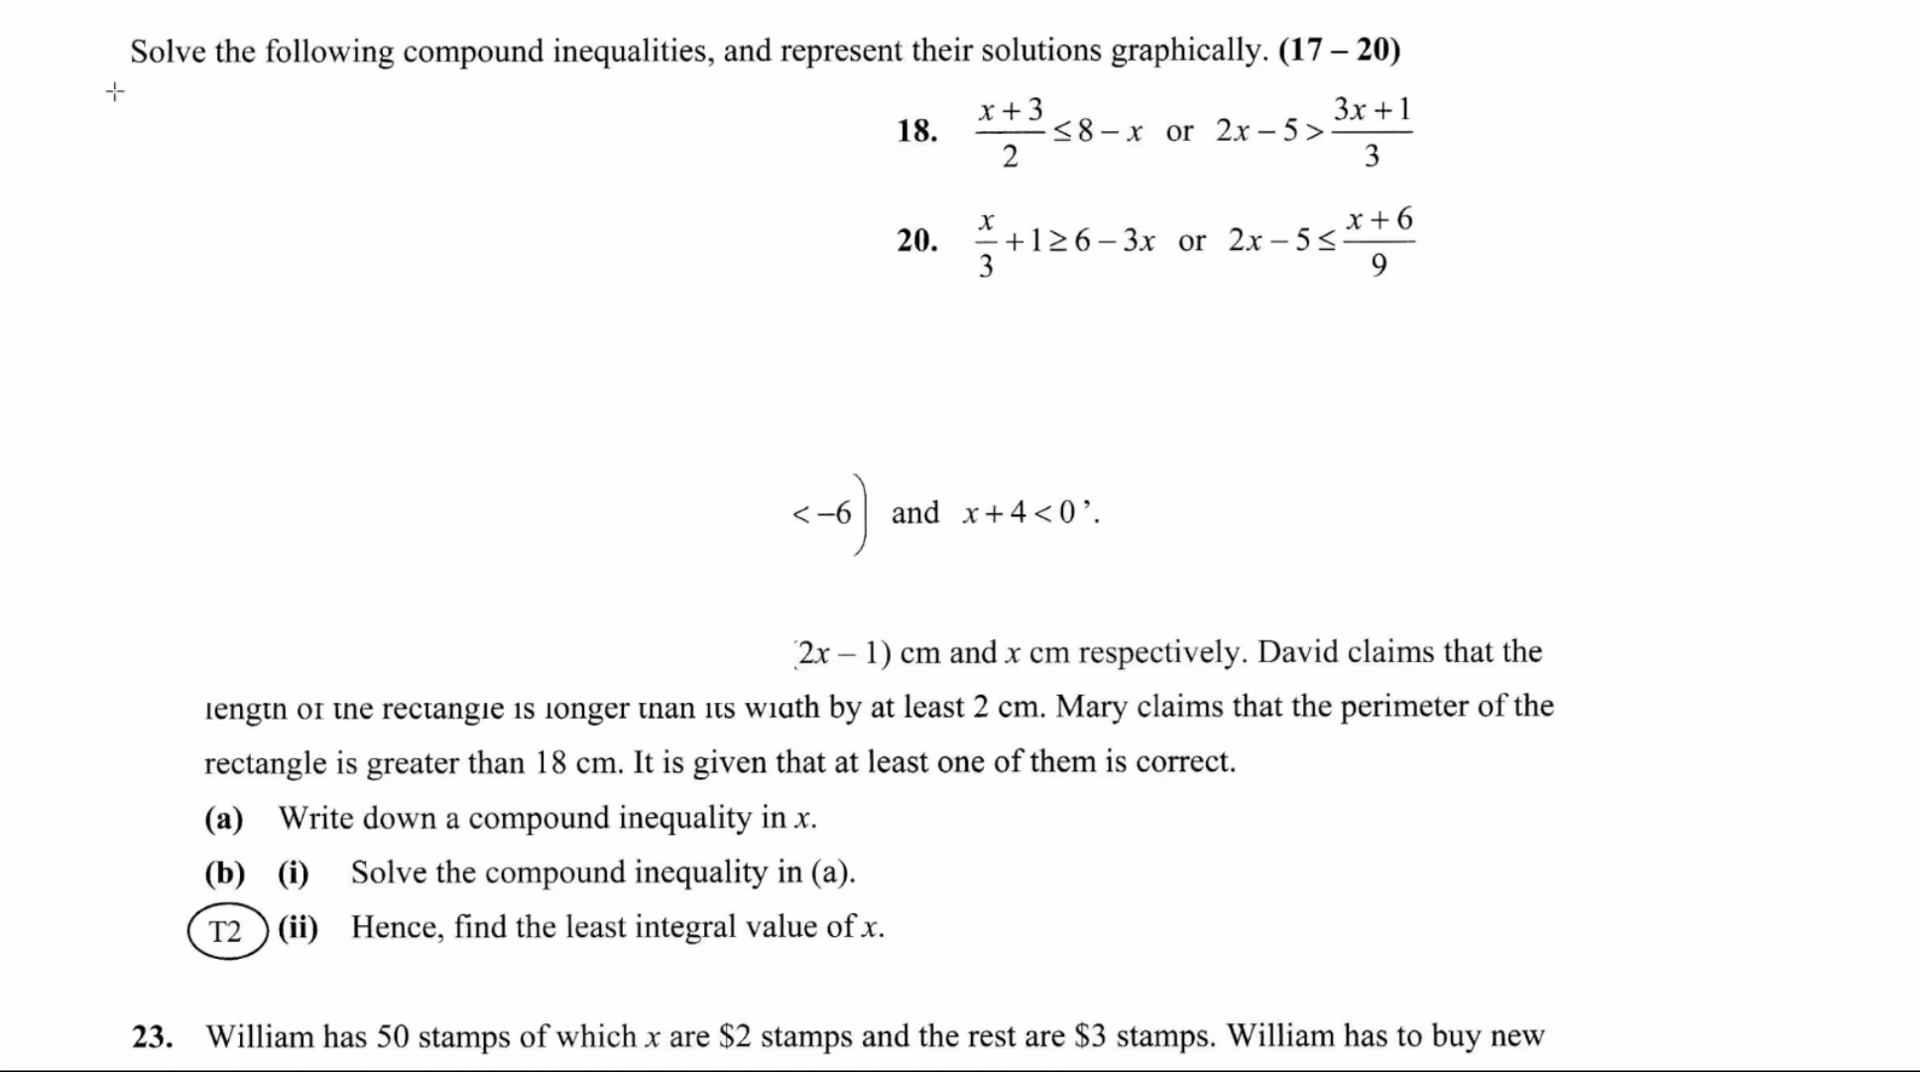 Solve the following compound inequalities, and represent their solutions graphically. (17 – 20)
18. \frac{x+3}{2} ≤ 8 – x or 2x – 5 > \frac{3x+1}{3}
20. \frac{x}{3} + 1 ≥ 6 – 3x or 2x – 5 ≤ \frac{x+6}{9}
< –6) and x + 4 < 0 ’.
2x – 1) cm and x cm respectively. David claims that the
length of the rectangle is longer than its width by at least 2 cm. Mary claims that the perimeter of the
rectangle is greater than 18 cm. It is given that at least one of them is correct.
(a) Write down a compound inequality in x.
(b) (i) Solve the compound inequality in (a).
T2 (ii) Hence, find the least integral value of x.
23. William has 50 stamps of which x are $2 stamps and the rest are $3 stamps. William has to buy new